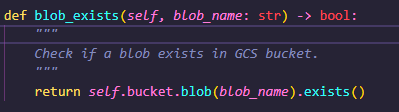 def blob_exists(self, blob_name: str) -> bool:
    """
    Check if a blob exists in GCS bucket.
    """
    return self.bucket.blob(blob_name).exists()